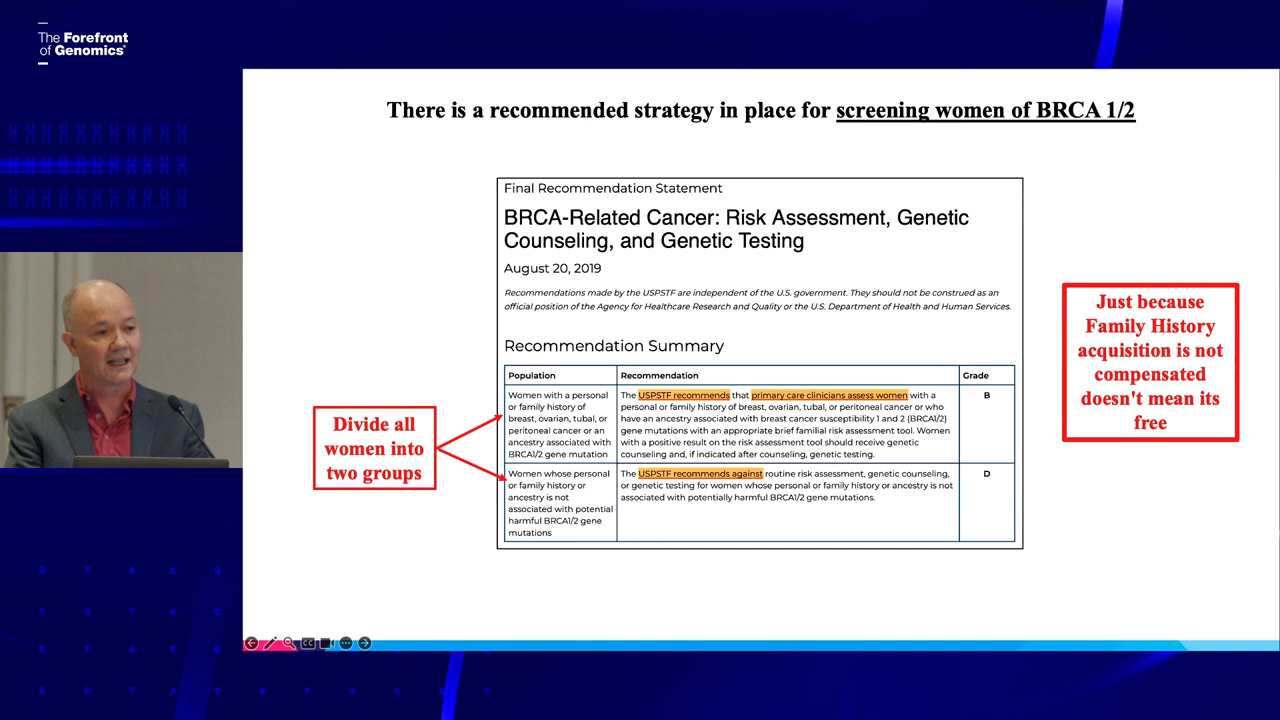 The Forefront
of Genomics®
There is a recommended strategy in place for screening women of BRCA 1/2
Final Recommendation Statement
BRCA-Related Cancer: Risk Assessment, Genetic
Counseling, and Genetic Testing
August 20, 2019
Recommendations made by the USPSTF are independent of the U.S. government. They should not be construed as an
official position of the Agency for Healthcare Research and Quality or the U.S. Department of Health and Human Services.
Recommendation Summary
Population
Recommendation
Grade
Women with a personal
or family history of
breast, ovarian, tubal, or
peritoneal cancer or an
ancestry associated with
BRCA1/2 gene mutation
The USPSTF recommends that primary care clinicians assess women with a
personal or family history of breast, ovarian, tubal, or peritoneal cancer or who
have an ancestry associated with breast cancer susceptibility 1 and 2 (BRCA1/2)
gene mutations with an appropriate brief familial risk assessment tool. Women
with a positive result on the risk assessment tool should receive genetic
counseling and, if indicated after counseling, genetic testing.
B
Women whose personal
or family history or
ancestry is not
associated with potential
harmful BRCA1/2 gene
mutations
The USPSTF recommends against routine risk assessment, genetic counseling,
or genetic testing for women whose personal or family history or ancestry is not
associated with potentially harmful BRCA1/2 gene mutations.
D
Divide all
women into
two groups
Just because
Family History
acquisition is not
compensated
doesn't mean its
free